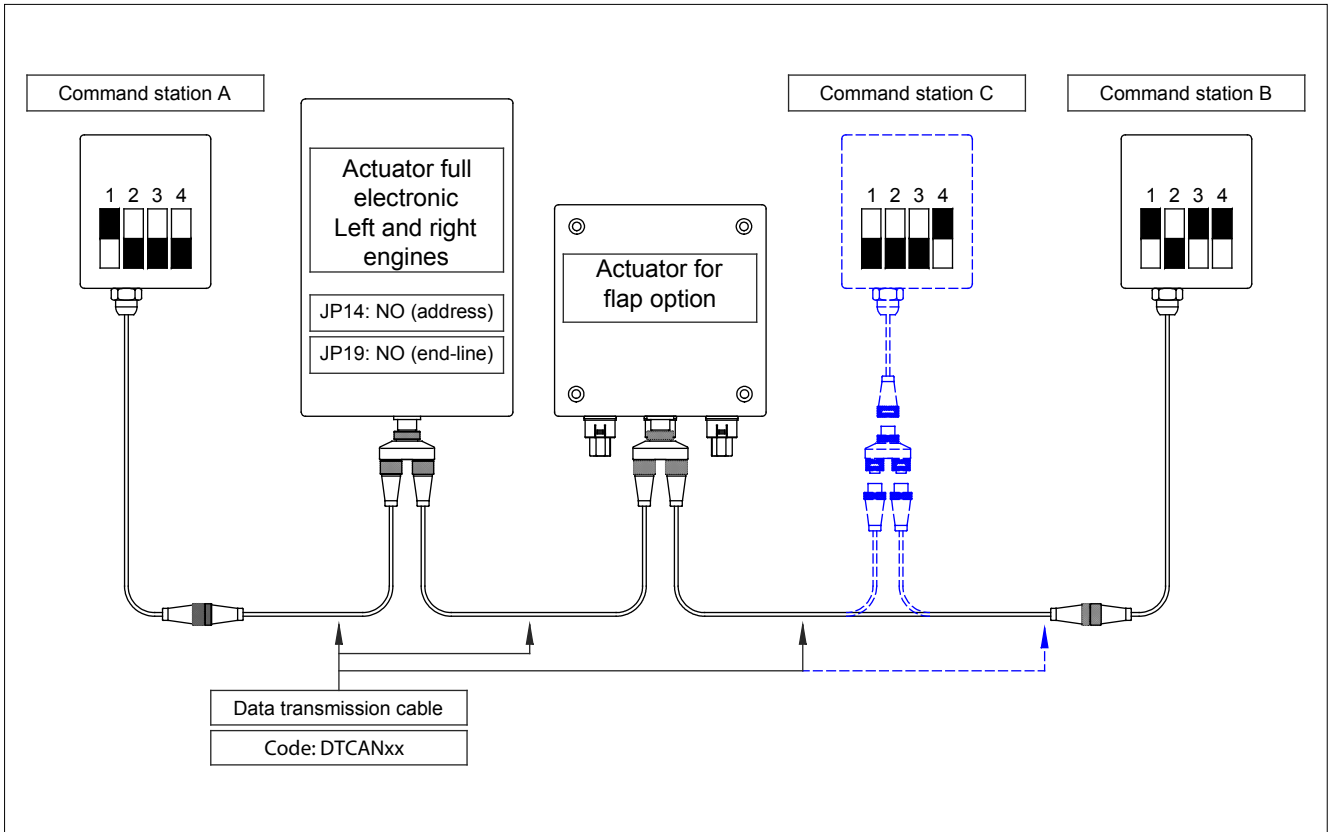 Command station A
1 2 3 4
Actuator full
electronic
Left and right
engines
JP14: NO (address)
JP19: NO (end-line)
Actuator for
flap option
Command station C
1 2 3 4
Command station B
1 2 3 4
Data transmission cable
Code: DTCANxx